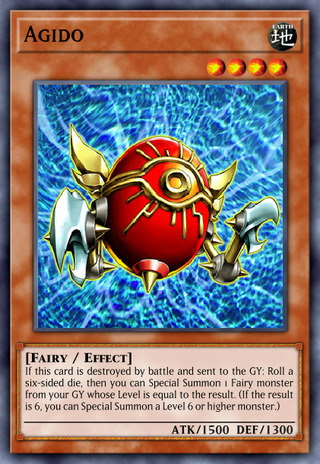 Agido
EARTH
地
[Fairy / Effect]
If this card is destroyed by battle and sent to the GY: Roll a
six-sided die, then you can Special Summon 1 Fairy monster
from your GY whose Level is equal to the result. (If the result
is 6, you can Special Summon a Level 6 or higher monster.)
ATK/1500 DEF/1300